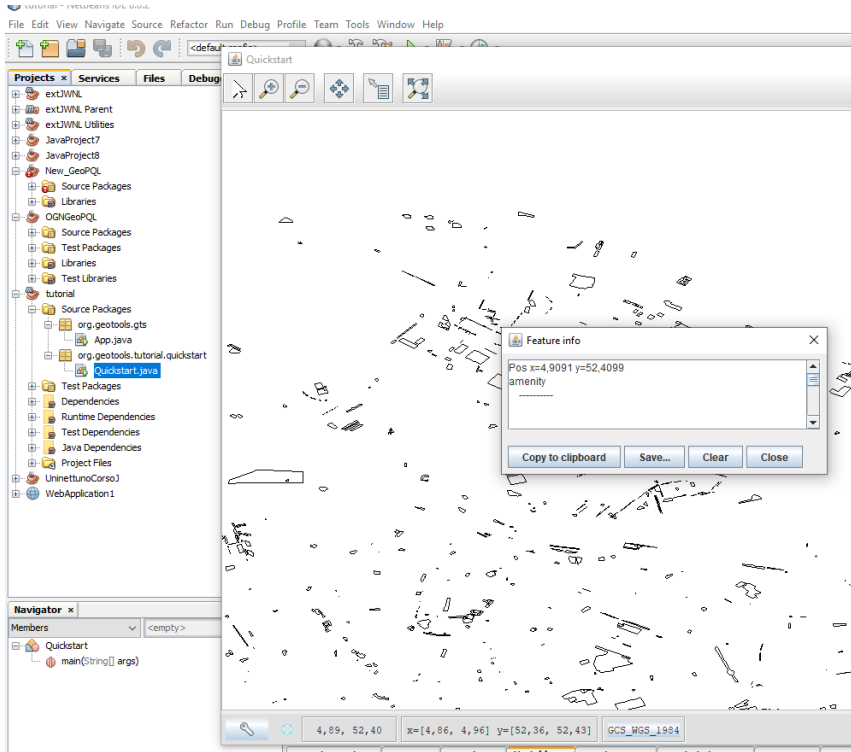 tutorial - NetBeans IDE 8.0.2
File Edit View Navigate Source Refactor Run Debug Profile Team Tools Window Help
Quickstart
Projects × Services Files
extJWNL
extJWNL Parent
extJWNL Utilities
JavaProject7
JavaProject8
New_GeoPQL
Source Packages
Libraries
OGNGeoPQL
Source Packages
Test Packages
Libraries
Test Libraries
tutorial
Source Packages
org.geotools.gts
App.java
org.geotools.tutorial.quickstart
Quickstart.java
Test Packages
Dependencies
Runtime Dependencies
Test Dependencies
Java Dependencies
Project Files
UninettunoCorsoJ
WebApplication1
Feature info ×
Pos x=4,9091 y=52,4099
amenity
----------
Copy to clipboard Save... Clear Close
Navigator ×
Members <empty>
Quickstart
main(String[] args)
4,89, 52,40 x=[4,86, 4,96] y=[52,36, 52,43] GCS_WGS_1984